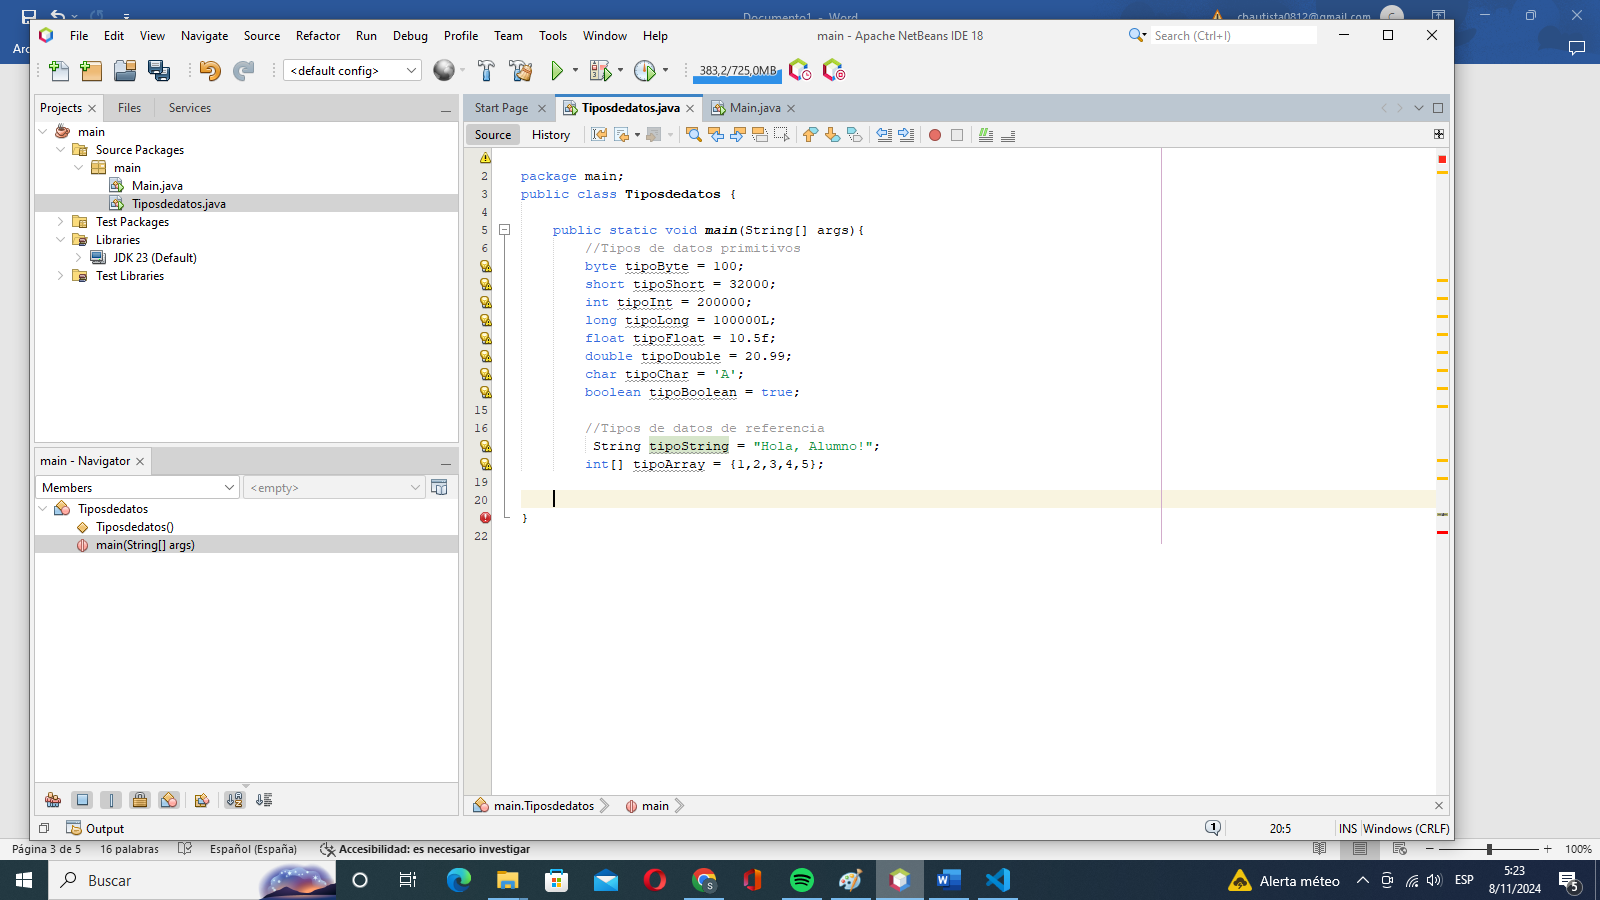 Documento1 - Word
cbautista0812@gmail.com
C
File Edit View Navigate Source Refactor Run Debug Profile Team Tools Window Help
main - Apache NetBeans IDE 18
Search (Ctrl+I)
<default config>
383,2/725,0MB
Projects Files Services
main
Source Packages
main
Main.java
Tiposdedatos.java
Test Packages
Libraries
JDK 23 (Default)
Test Libraries
main - Navigator
Members
<empty>
Tiposdedatos
Tiposdedatos()
main(String[] args)
Output
Start Page Tiposdedatos.java Main.java
Source History
2 package main;
3 public class Tiposdedatos {
4
5 public static void main(String[] args){
6 //Tipos de datos primitivos
byte tipoByte = 100;
short tipoShort = 32000;
int tipoInt = 200000;
long tipoLong = 100000L;
float tipoFloat = 10.5f;
double tipoDouble = 20.99;
char tipoChar = 'A';
boolean tipoBoolean = true;
15
16 //Tipos de datos de referencia
String tipoString = "Hola, Alumno!";
int[] tipoArray = {1,2,3,4,5};
19
20
}
22
main.Tiposdedatos main
1 20:5 INS Windows (CRLF)
Página 3 de 5 16 palabras Español (España) Accesibilidad: es necesario investigar 100%
Buscar
Alerta méteo ESP 5:23
8/11/2024 5